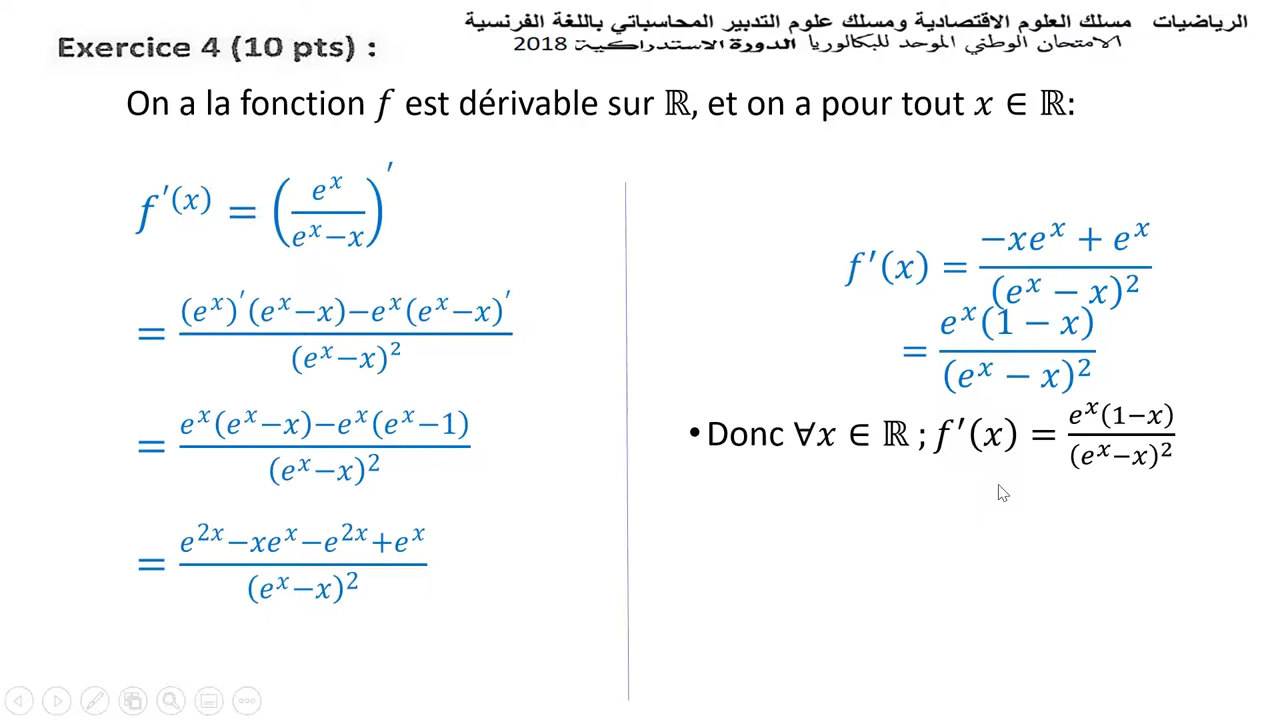 الرياضيات مسلك العلوم الاقتصادية ومسلك علوم التدبير المحاسباتي باللغة الفرنسية
الامتحان الوطني الموحد للبكالوريا الدورة الاستدراكية 2018
Exercice 4 (10 pts) :
On a la fonction f est dérivable sur ℝ, et on a pour tout x ∈ ℝ:
f'(x) = (e^x/(e^x−x))'
= ((e^x)'(e^x−x)−e^x(e^x−x)')/(e^x−x)^2
= (e^x(e^x−x)−e^x(e^x−1))/(e^x−x)^2
= (e^{2x}−xe^x−e^{2x}+e^x)/(e^x−x)^2
f'(x) = (−xe^x + e^x)/(e^x − x)^2
= e^x(1 − x)/(e^x − x)^2
•Donc ∀x ∈ ℝ ; f'(x) = e^x(1−x)/(e^x−x)^2